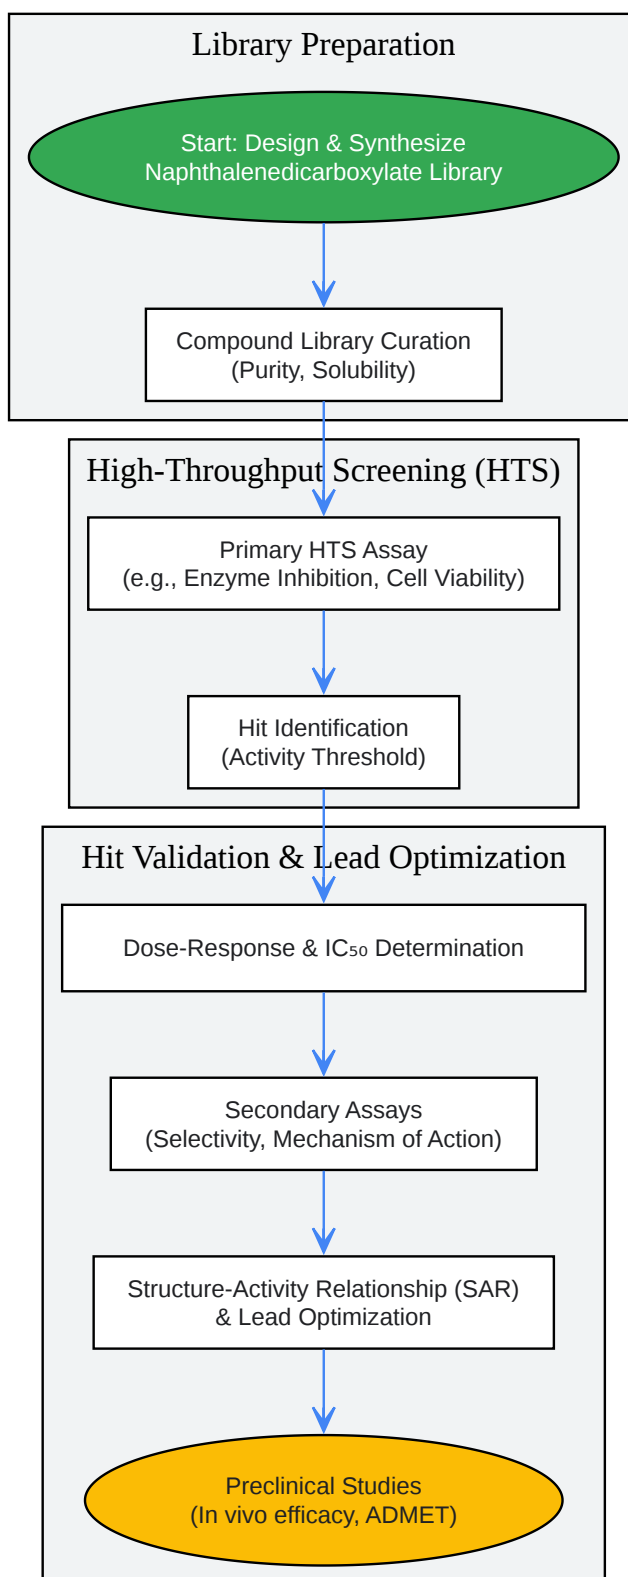 Library Preparation
Start: Design & Synthesize
Naphthalenedicarboxylate Library
Compound Library Curation
(Purity, Solubility)
High-Throughput Screening (HTS)
Primary HTS Assay
(e.g., Enzyme Inhibition, Cell Viability)
Hit Identification
(Activity Threshold)
Hit Validation & Lead Optimization
Dose-Response & IC₅₀ Determination
Secondary Assays
(Selectivity, Mechanism of Action)
Structure-Activity Relationship (SAR)
& Lead Optimization
Preclinical Studies
(In vivo efficacy, ADMET)